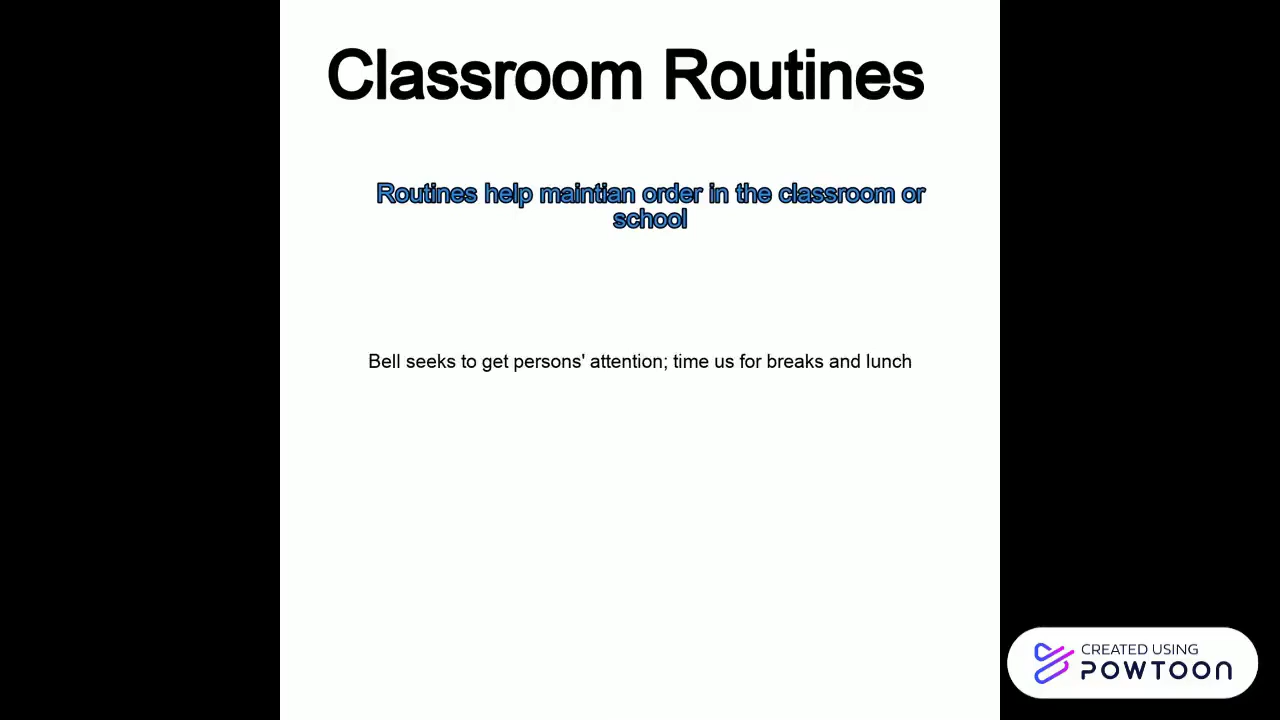 Classroom Routines
Routines help maintian order in the classroom or
school
Bell seeks to get persons' attention; time us for breaks and lunch
CREATED USING
POWTOON